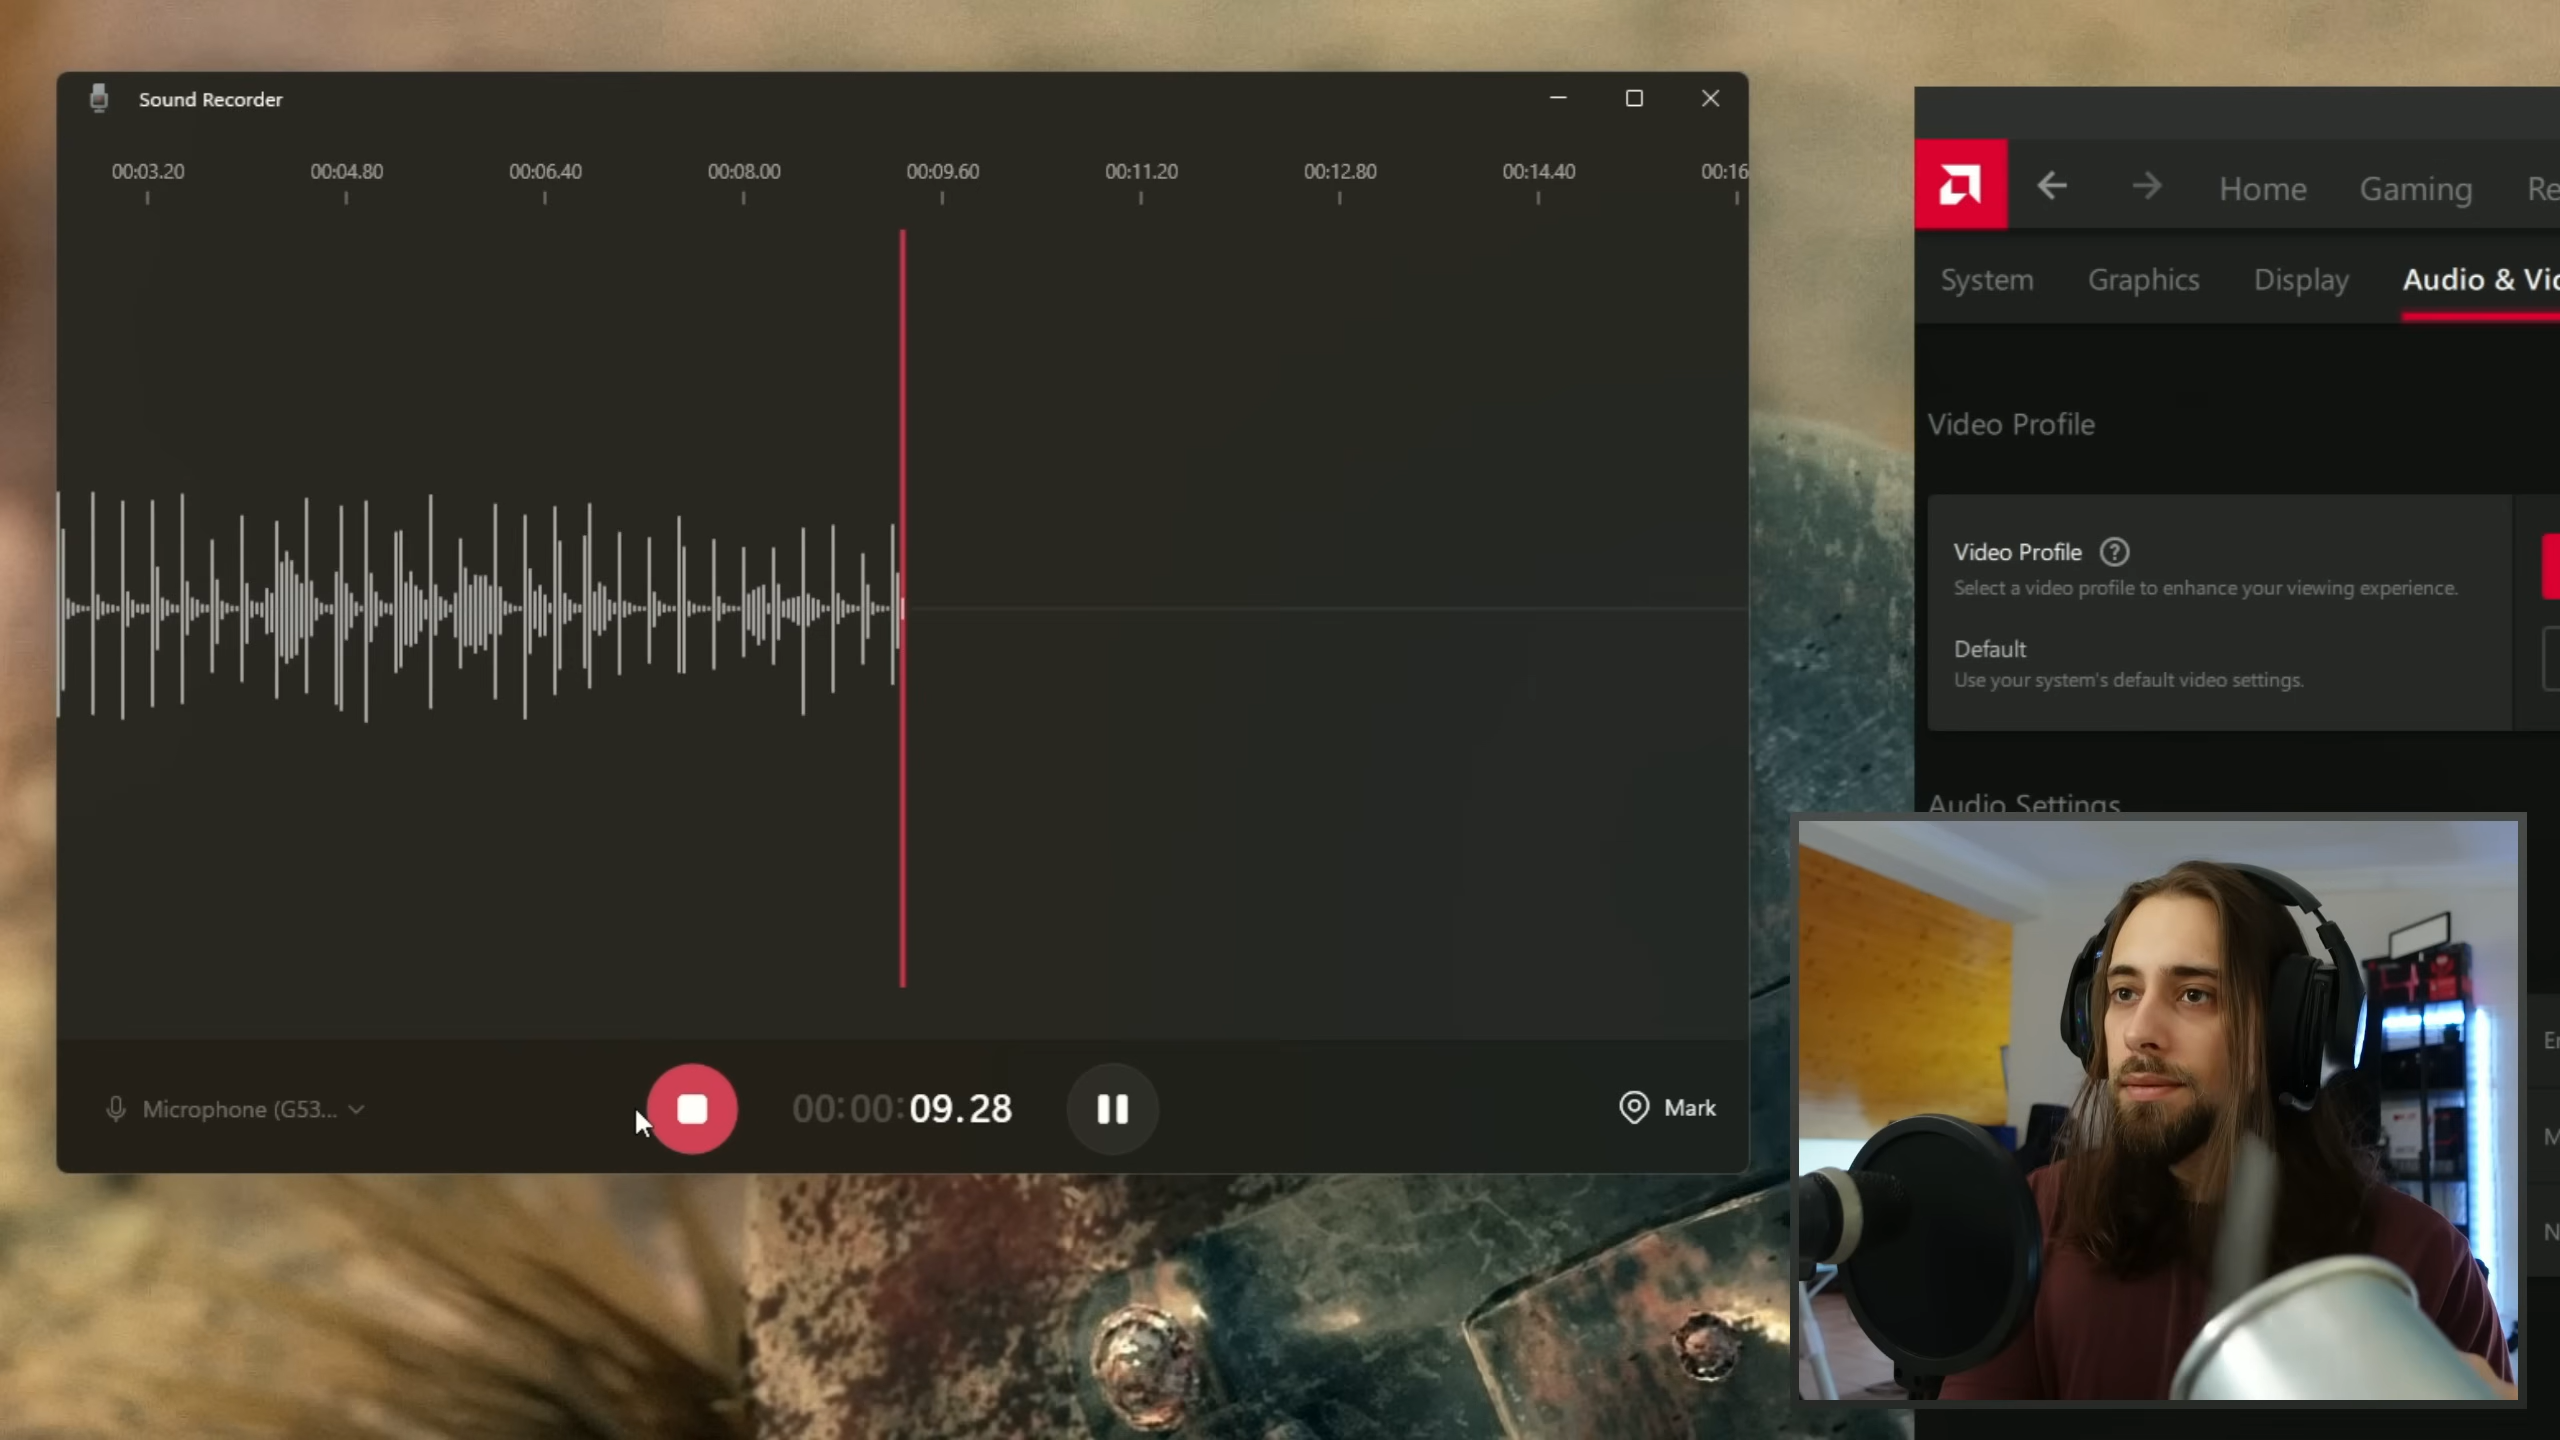 Sound Recorder
00:03.20 00:04.80 00:06.40 00:08.00 00:09.60 00:11.20 00:12.80 00:14.40 00:16
Microphone (G53...
00:00:09.28
Mark
Home Gaming Re
System Graphics Display Audio & Vid
Video Profile
Video Profile
Select a video profile to enhance your viewing experience.
Default
Use your system's default video settings.
Audio Settings